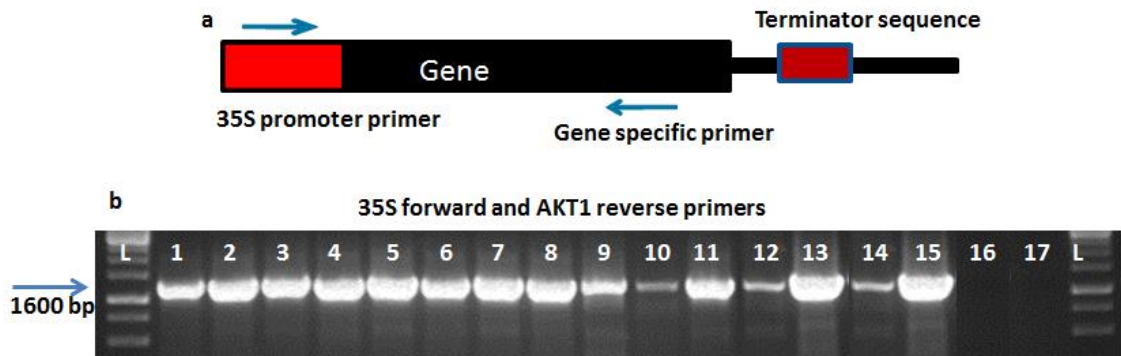 a
Terminator sequence
Gene
35S promoter primer
Gene specific primer
b
35S forward and AKT1 reverse primers
L 1 2 3 4 5 6 7 8 9 10 11 12 13 14 15 16 17 L
1600 bp